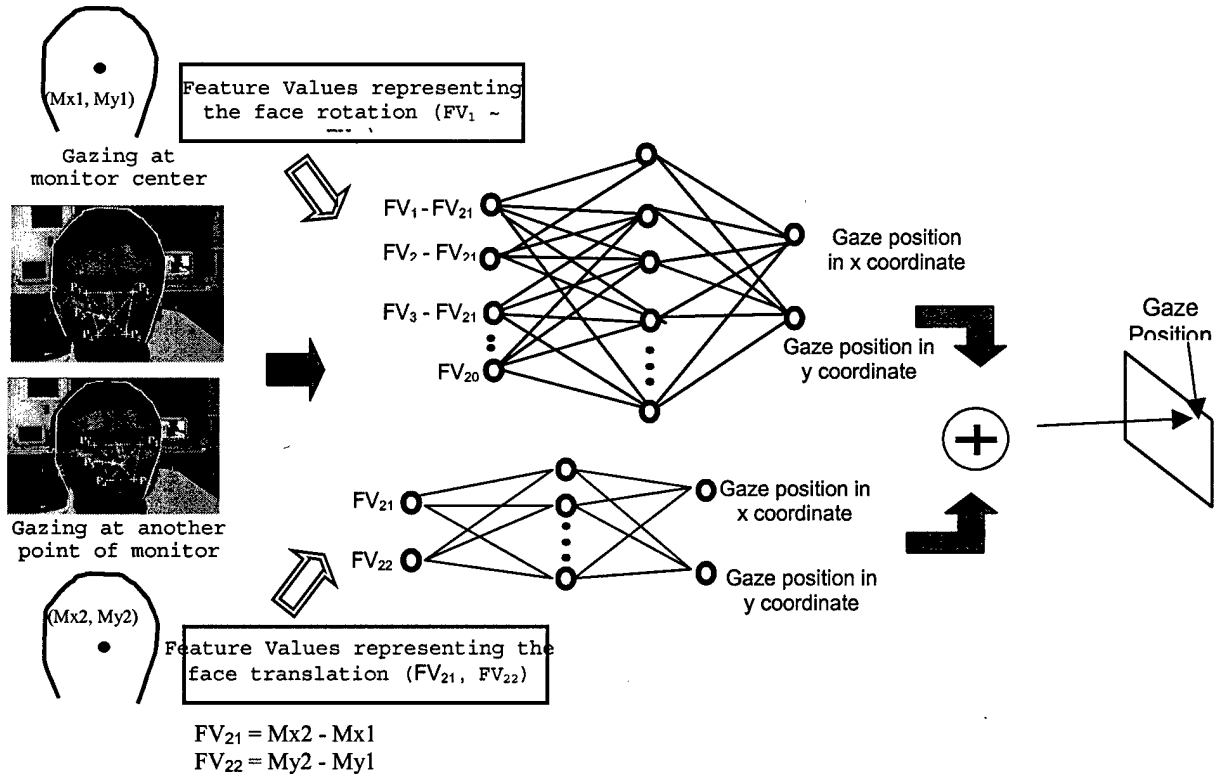 (Mx1, My1)
Gazing at
monitor center
Feature Values representing
the face rotation (FV₁ ~
FV₁ - FV₂₁
FV₂ - FV₂₁
FV₃ - FV₂₁
FV₂₀
Gaze position
in x coordinate
Gaze position in
y coordinate
Gaze
Position
Gazing at another
point of monitor
FV₂₁
FV₂₂
Gaze position in
x coordinate
Gaze position in
y coordinate
(Mx2, My2)
Feature Values representing the
face translation (FV₂₁, FV₂₂)
FV₂₁ = Mx2 - Mx1
FV₂₂ = My2 - My1